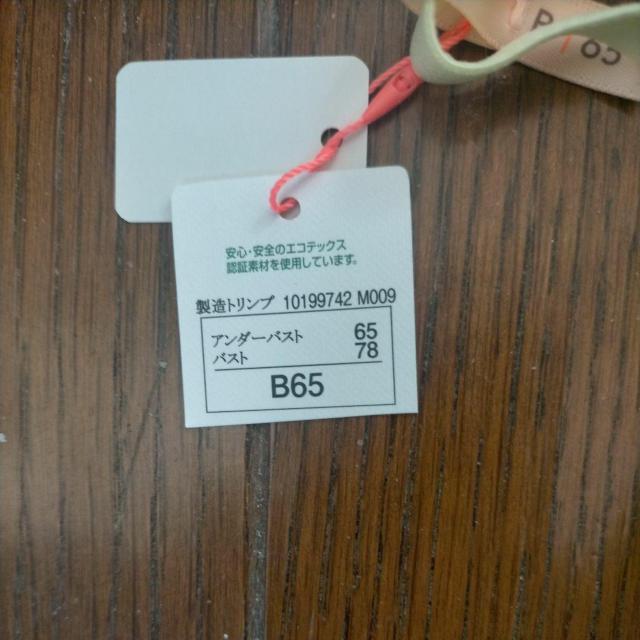 B/65
安心・安全のエコテックス
認証素材を使用しています。
製造トリンプ 10199742 M009
アンダーバスト 65
バスト 78
B65